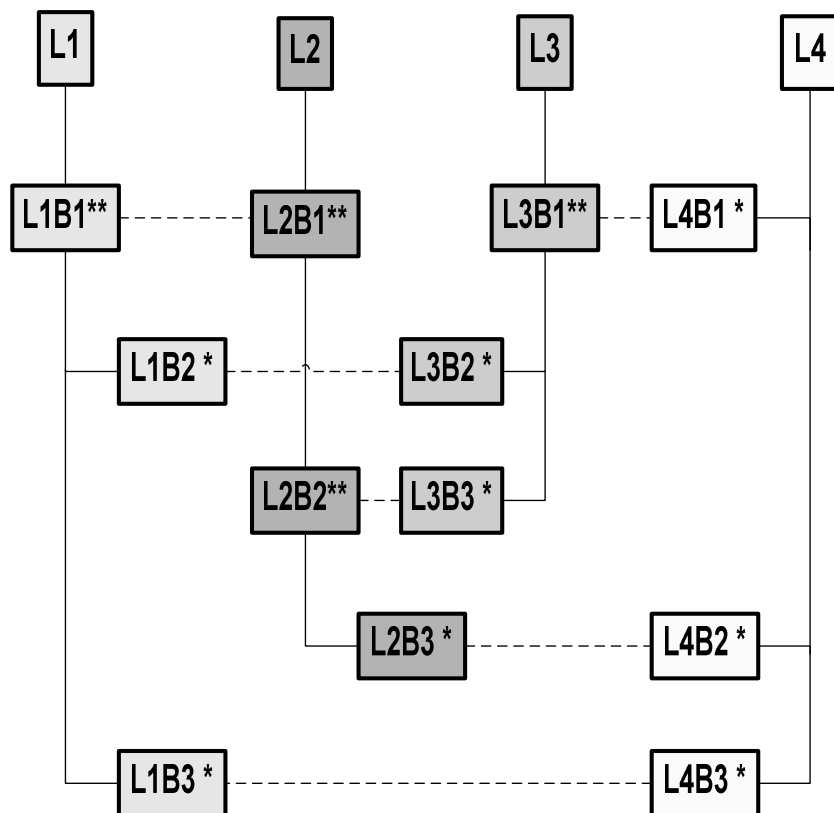 L1
L2
L3
L4
L1B1**
L2B1**
L3B1**
L4B1 *
L1B2 *
L3B2 *
L2B2**
L3B3 *
L2B3 *
L4B2 *
L1B3 *
L4B3 *